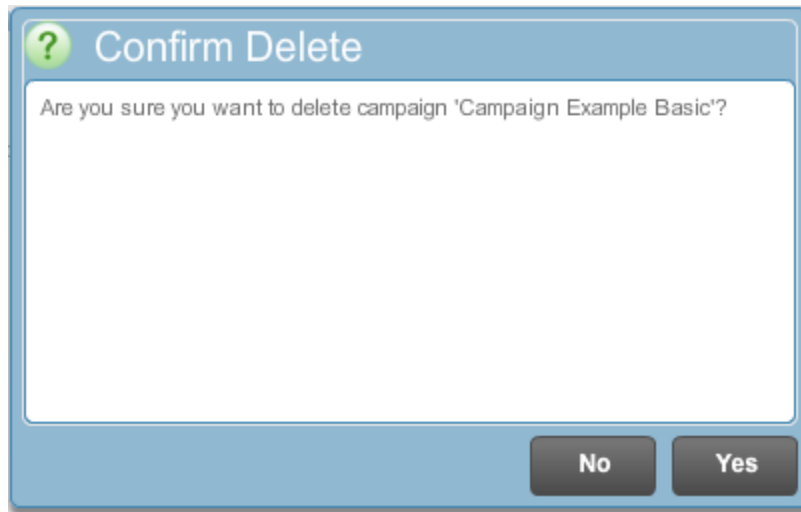 ? Confirm Delete
Are you sure you want to delete campaign 'Campaign Example Basic'?
No Yes